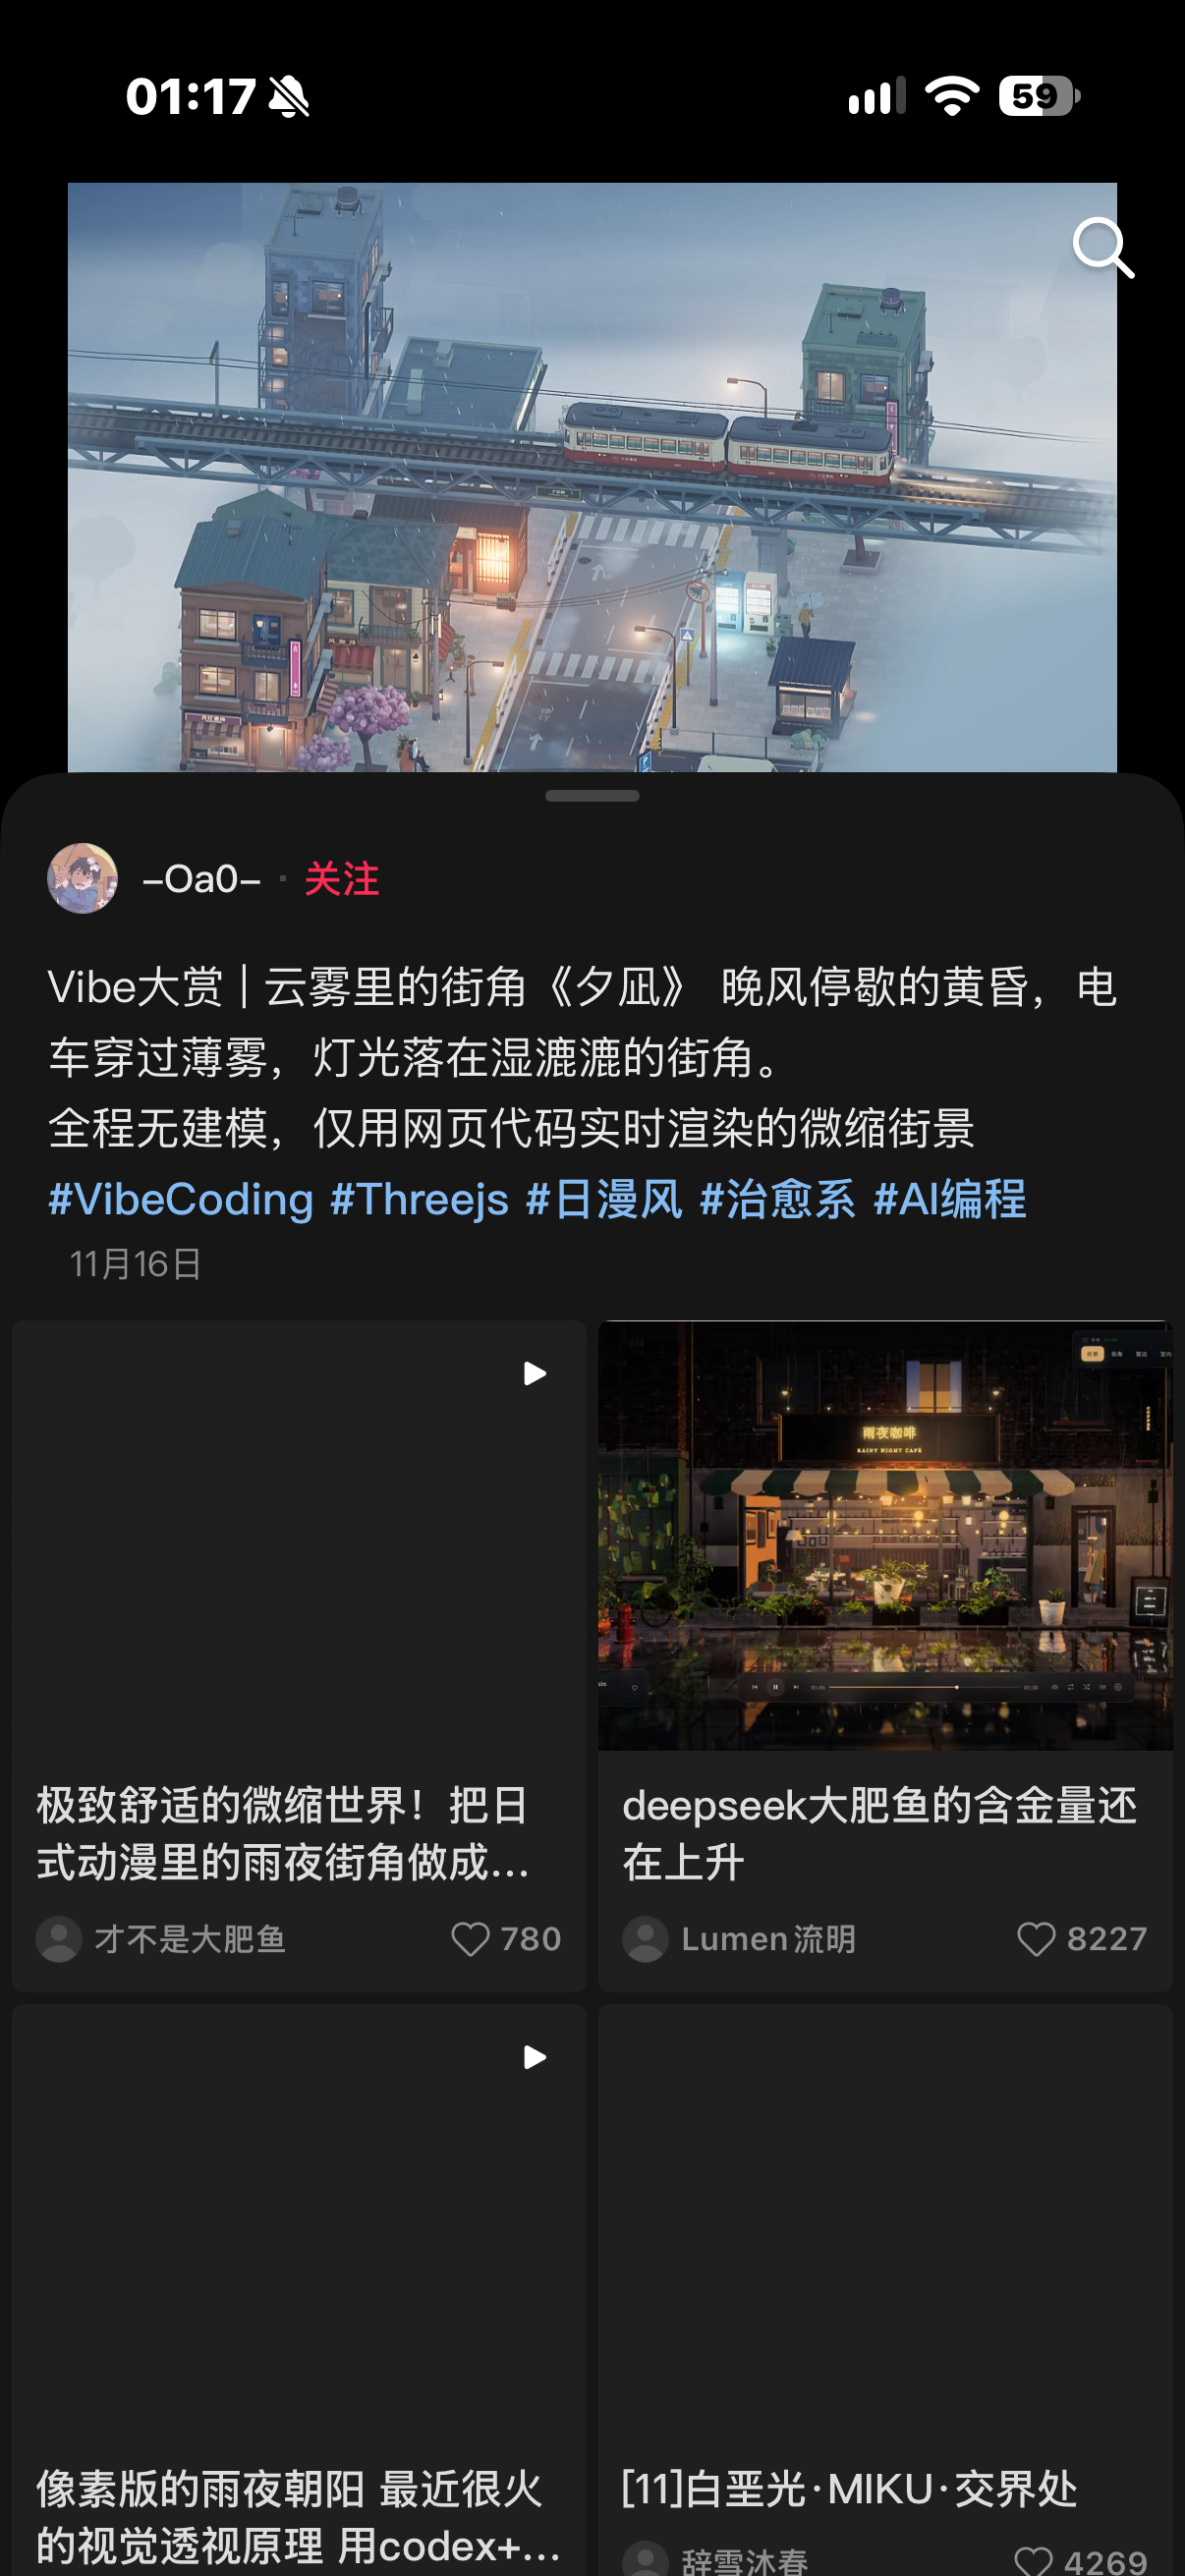 01:17
59
–Oa0– · 关注
Vibe大赏 | 云雾里的街角《夕凪》 晚风停歇的黄昏，电
车穿过薄雾，灯光落在湿漉漉的街角。
全程无建模，仅用网页代码实时渲染的微缩街景
#VibeCoding #Threejs #日漫风 #治愈系 #AI编程
11月16日
雨夜咖啡
RAINY NIGHT CAFÉ
极致舒适的微缩世界！把日
式动漫里的雨夜街角做成...
才不是大肥鱼
780
deepseek大肥鱼的含金量还
在上升
Lumen流明
8227
像素版的雨夜朝阳 最近很火
的视觉透视原理 用codex+...
[11]白垩光·MIKU·交界处
辞雪沐春
4269